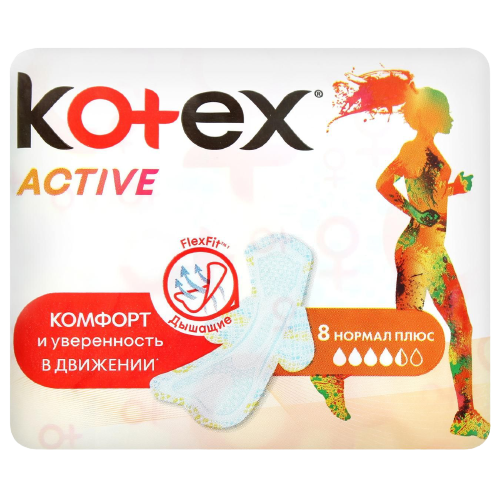 kotex®
ACTIVE
FlexFit™
Дышащие
КОМФОРТ
и уверенность
В ДВИЖЕНИИ*
8 НОРМАЛ ПЛЮС